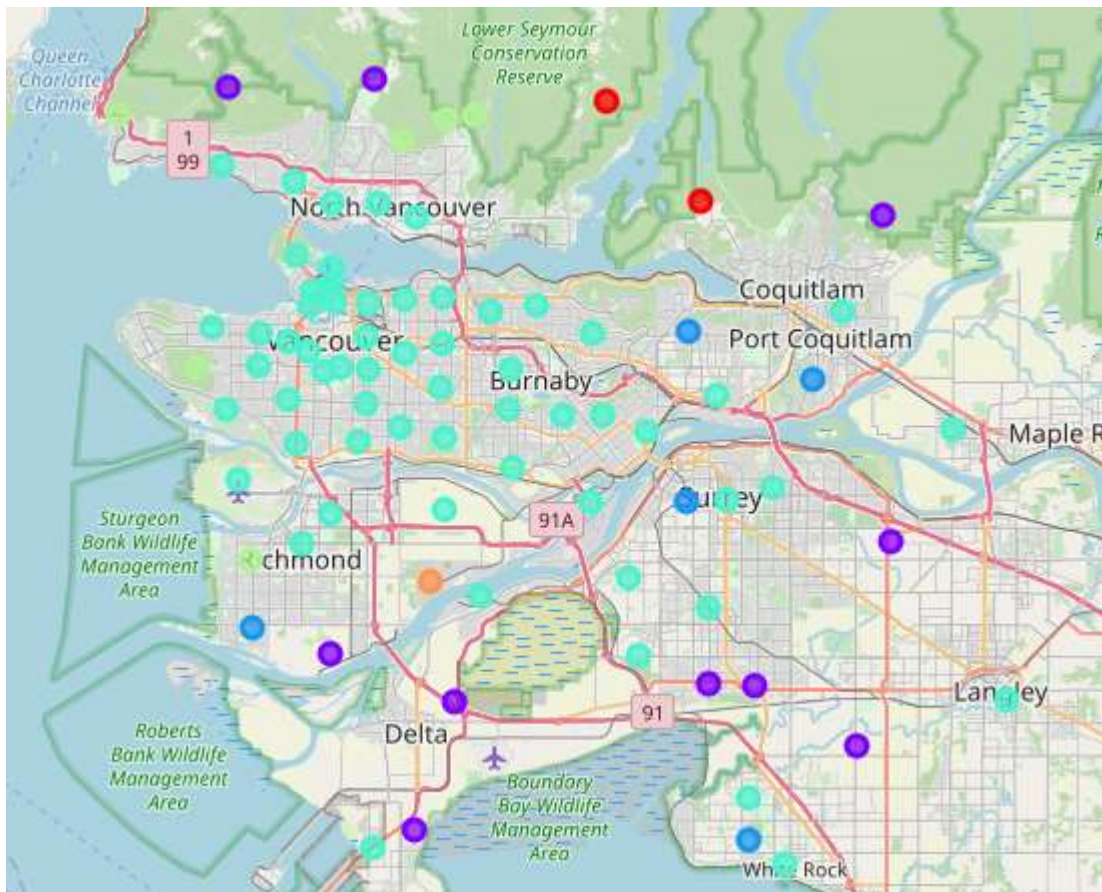 Queen
Charlotte
Channel
Lower Seymour
Conservation
Reserve
1
99
North Vancouver
Coquitlam
Vancouver
Port Coquitlam
Burnaby
Maple R
Surrey
91A
Sturgeon
Bank Wildlife
Management
Area
chmond
Langley
91
Delta
Roberts
Bank Wildlife
Management
Area
Boundary
Bay Wildlife
Management
Area
White Rock